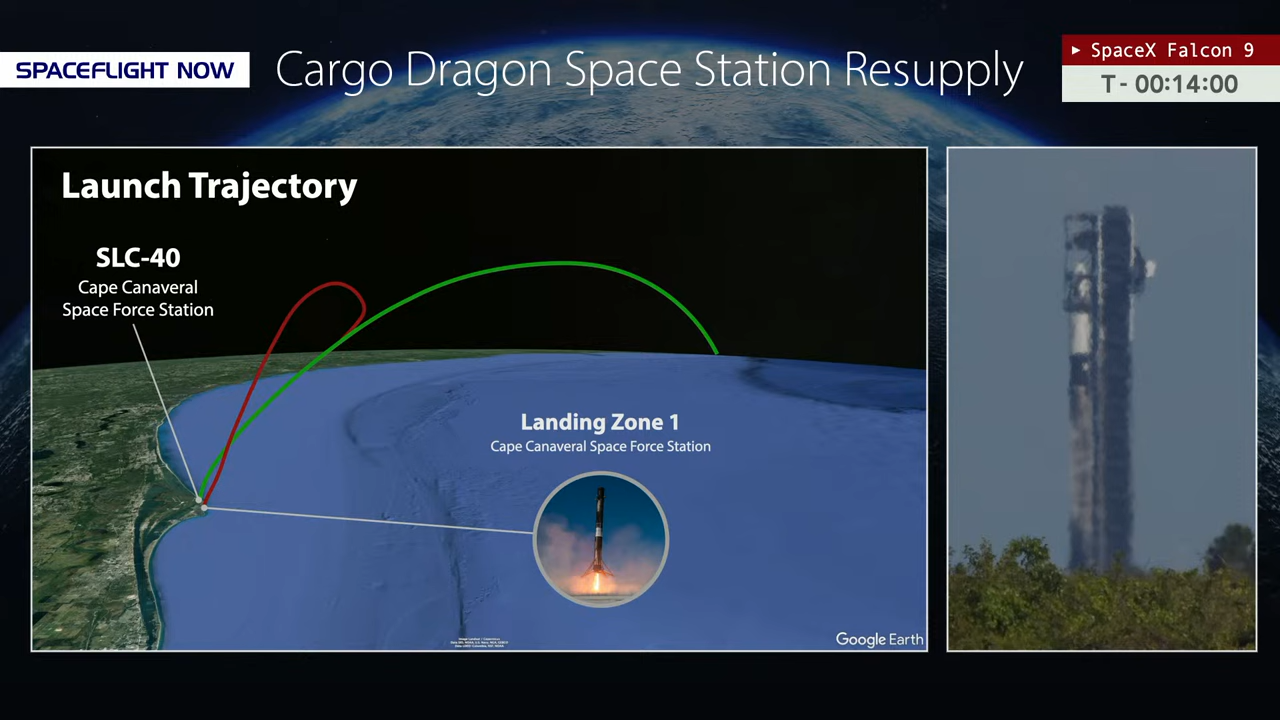 SPACEFLIGHT NOW
Cargo Dragon Space Station Resupply
SpaceX Falcon 9
T - 00:14:00
Launch Trajectory
SLC-40
Cape Canaveral
Space Force Station
Landing Zone 1
Cape Canaveral Space Force Station
Google Earth